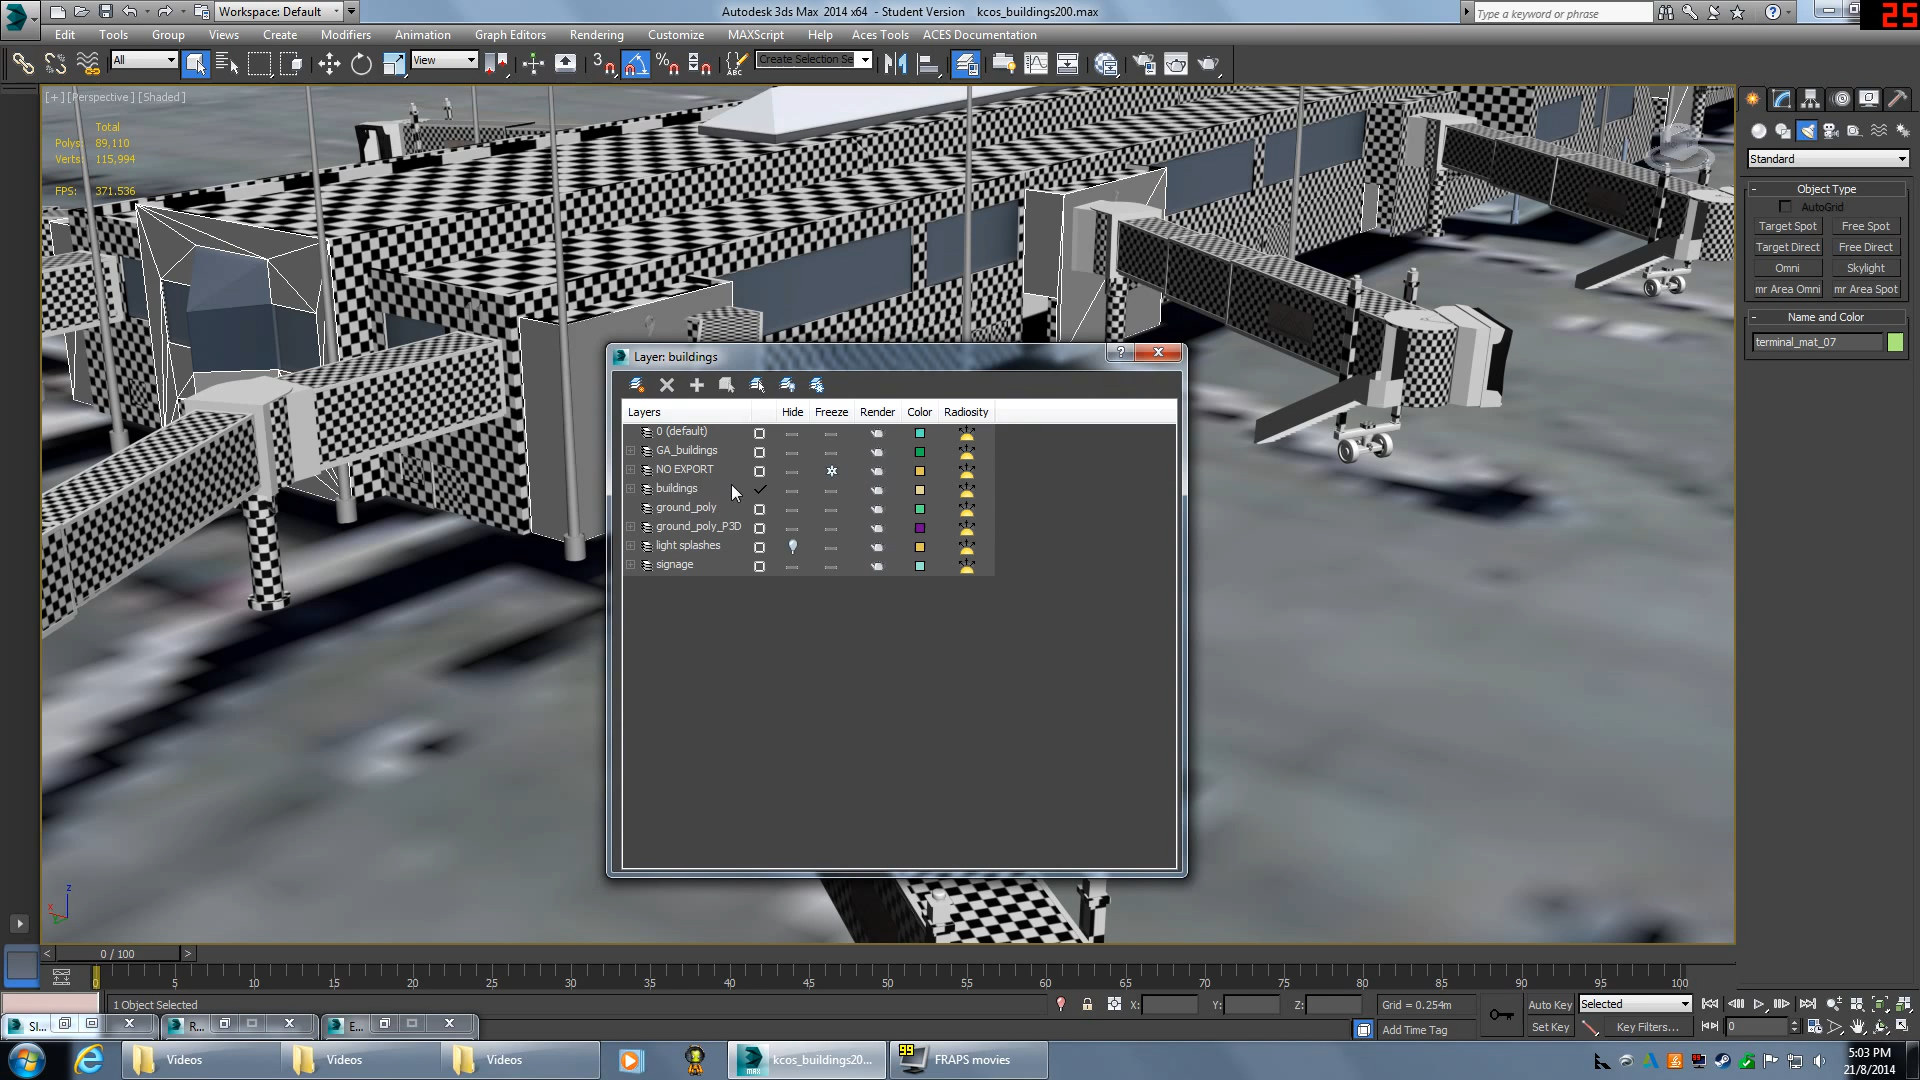 Workspace: Default
Autodesk 3ds Max 2014 x64 - Student Version kcos_buildings200.max
Type a keyword or phrase
25
Edit Tools Group Views Create Modifiers Animation Graph Editors Rendering Customize MAXScript Help Aces Tools ACES Documentation
All
View
3
%
ABC
Create Selection Se
[+] [Perspective] [Shaded]
Total
Polys: 89,110
Verts: 115,994
FPS: 371.536
Standard
Object Type
AutoGrid
Target Spot Free Spot
Target Direct Free Direct
Omni Skylight
mr Area Omni mr Area Spot
Name and Color
terminal_mat_07
Layer: buildings
Layers Hide Freeze Render Color Radiosity
0 (default)
GA_buildings
NO EXPORT
buildings
ground_poly
ground_poly_P3D
light splashes
signage
z
x
0 / 100
0 5 10 15 20 25 30 35 40 45 50 55 60 65 70 75 80 85 90 95 100
1 Object Selected
X: Y: Z: Grid = 0.254m
Auto Key Selected
Add Time Tag
Set Key Key Filters... 0
Sl... R... E...
Videos Videos Videos
MAX
kcos_buildings20...
99
FRAPS movies
5:03 PM
21/8/2014